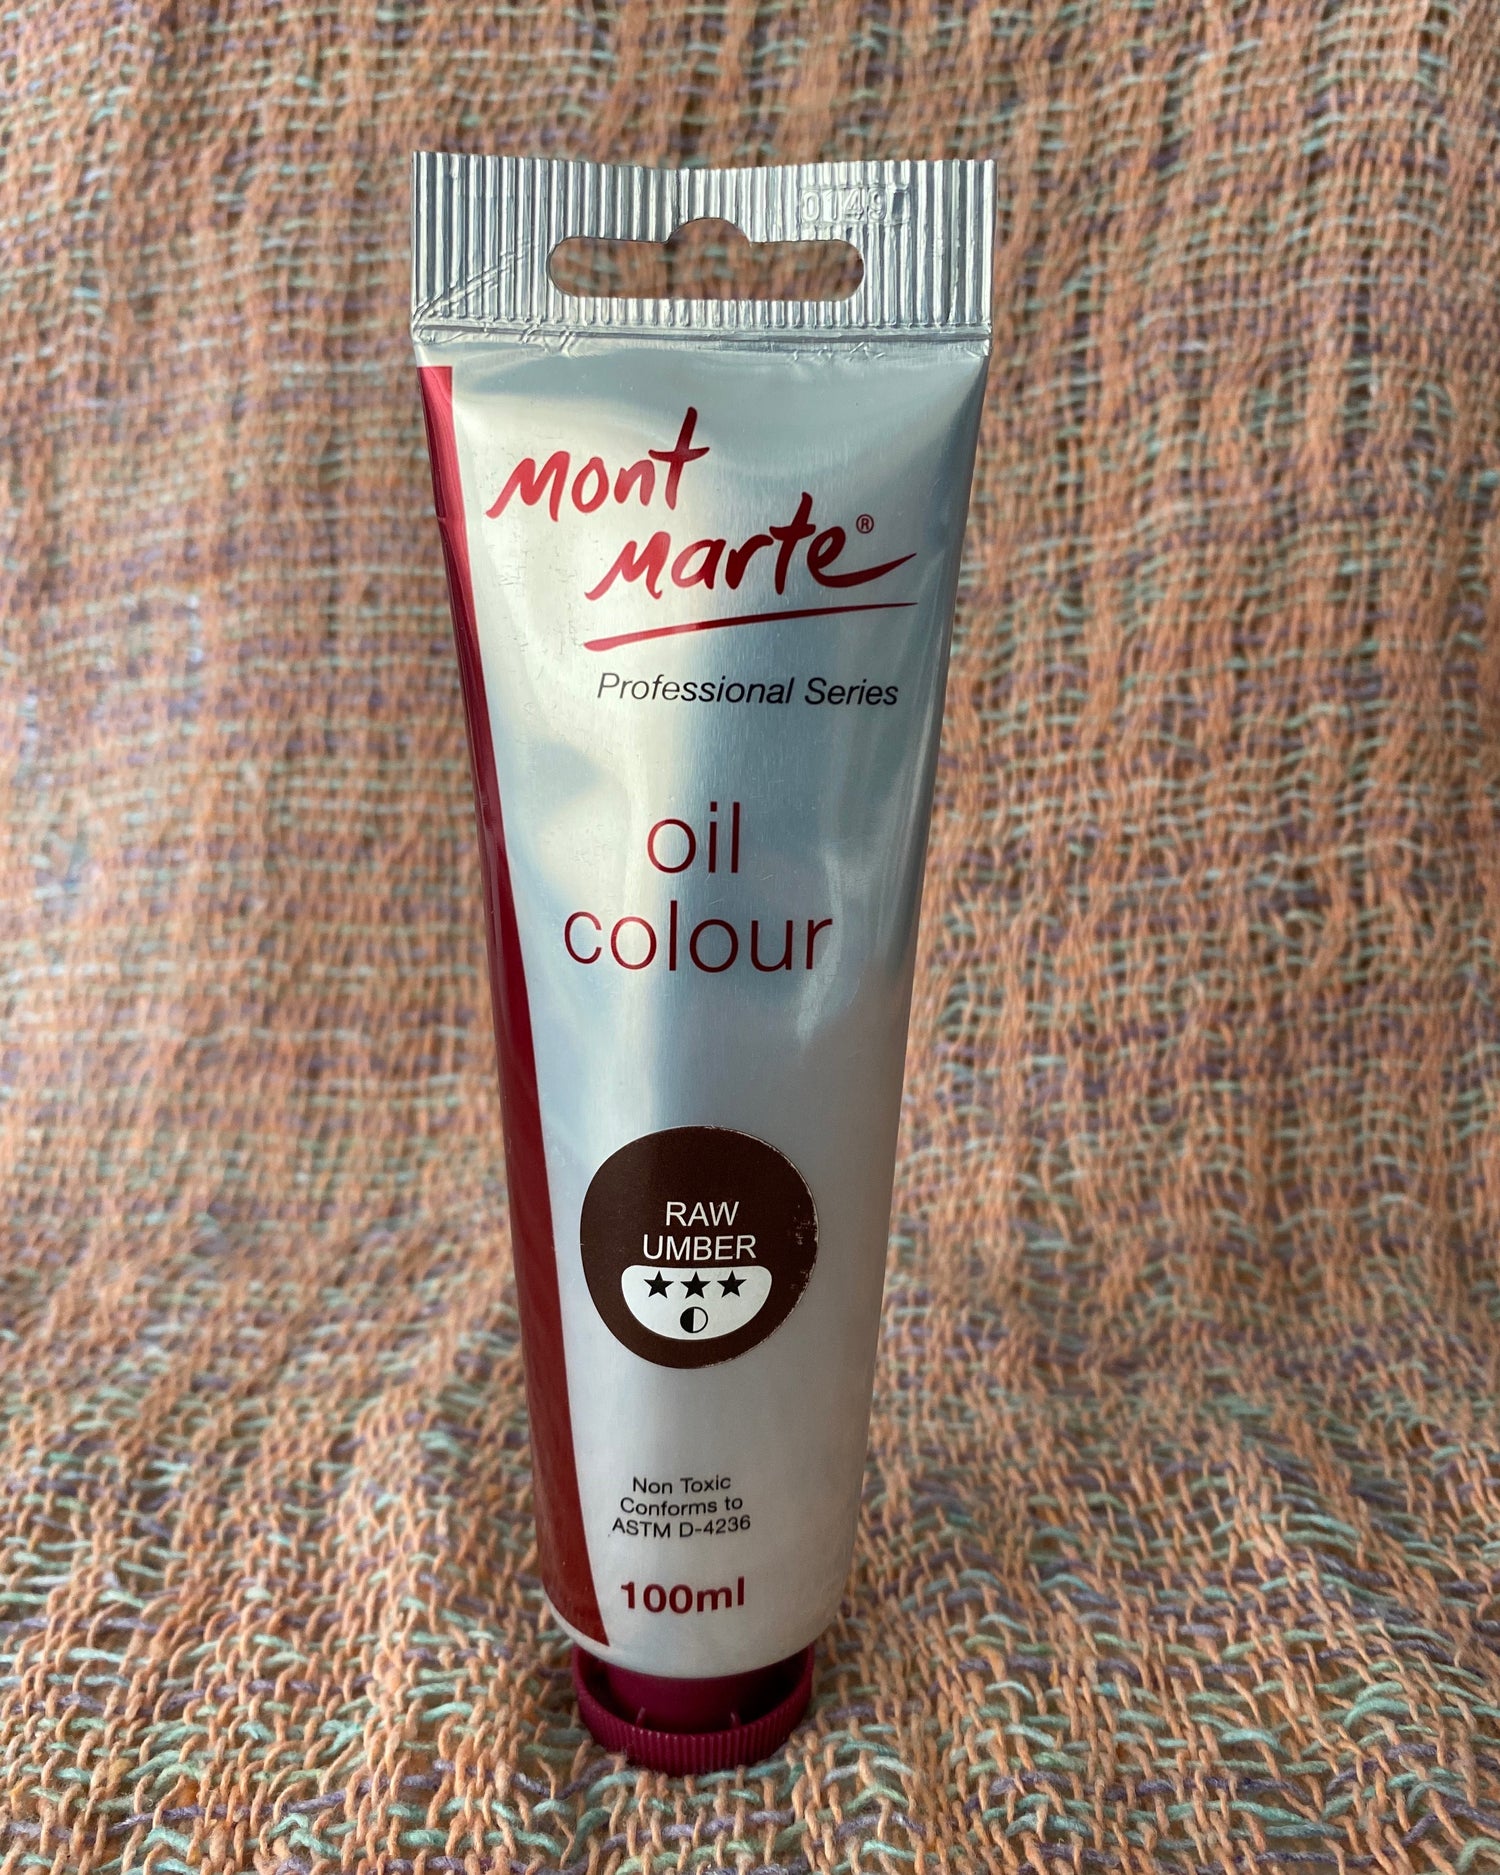 0149
Mont
Marte®
Professional Series
oil
colour
RAW
UMBER
Non Toxic
Conforms to
ASTM D-4236
100ml